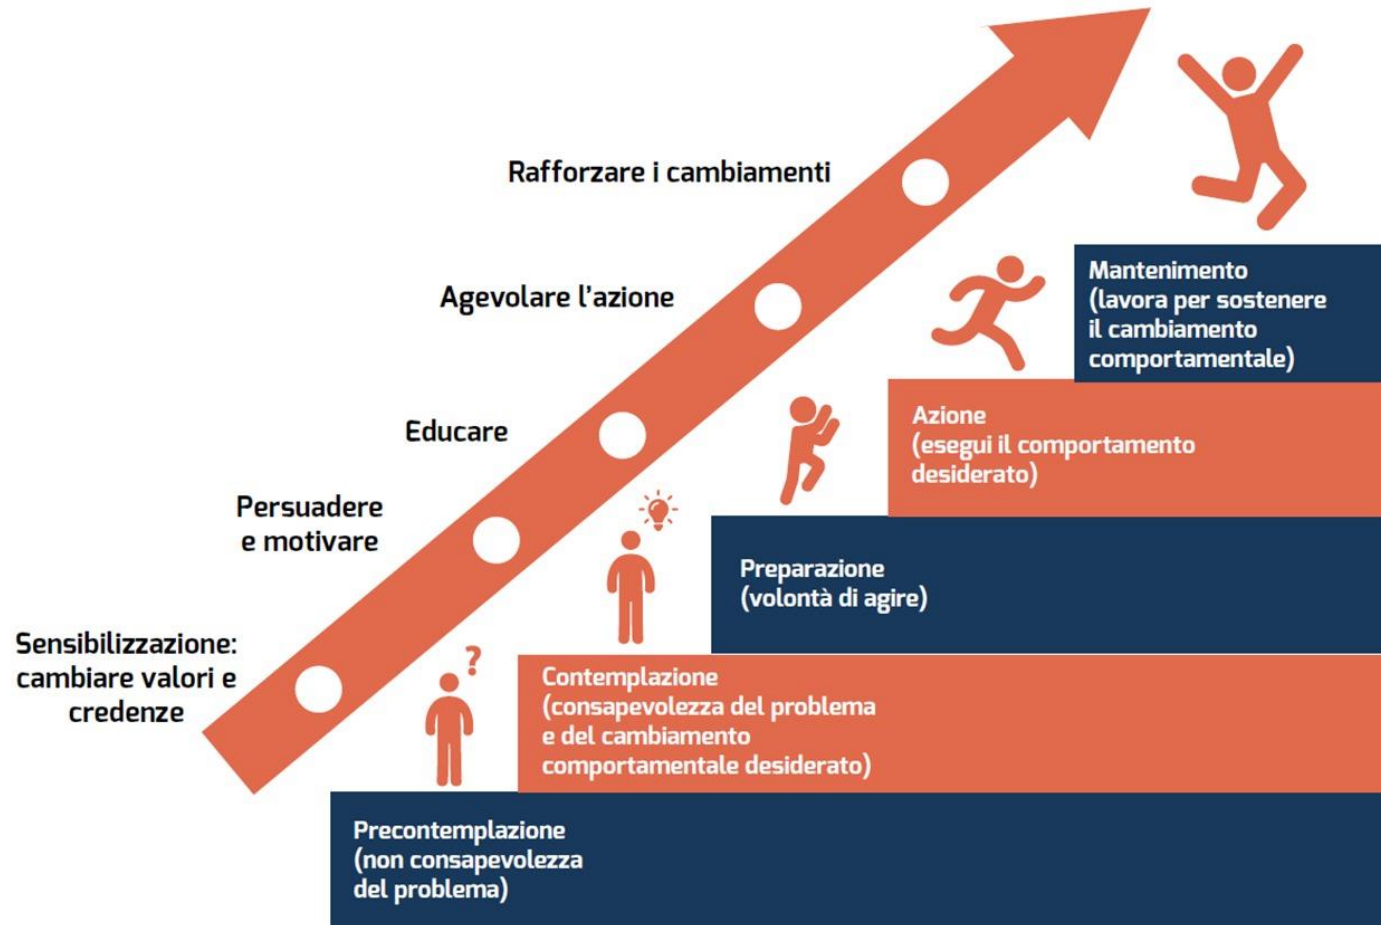 Rafforzare i cambiamenti
Agevolare l'azione
Educare
Persuadere
e motivare
Sensibilizzazione:
cambiare valori e
credenze
?
Mantenimento
(lavora per sostenere
il cambiamento
comportamentale)
Azione
(esegui il comportamento
desiderato)
Preparazione
(volontà di agire)
Contemplazione
(consapevolezza del problema
e del cambiamento
comportamentale desiderato)
Precontemplazione
(non consapevolezza
del problema)